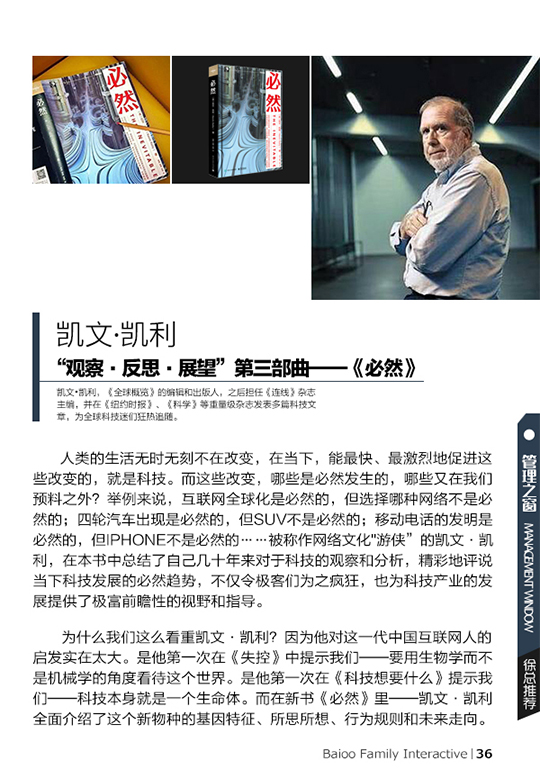 必然
THE INEVITABLE
必然
必然
THE INEVITABLE
必然
凯文·凯利
“观察·反思·展望”第三部曲——《必然》
凯文·凯利，《全球概览》的编辑和出版人，之后担任《连线》杂志
主编，并在《纽约时报》、《科学》等重量级杂志发表多篇科技文
章，为全球科技迷们狂热追随。
人类的生活无时无刻不在改变，在当下，能最快、最激烈地促进这
些改变的，就是科技。而这些改变，哪些是必然发生的，哪些又在我们
预料之外？举例来说，互联网全球化是必然的，但选择哪种网络不是必
然的；四轮汽车出现是必然的，但SUV不是必然的；移动电话的发明是
必然的，但IPHONE不是必然的……被称作网络文化"游侠”的凯文·凯
利，在本书中总结了自己几十年来对于科技的观察和分析，精彩地评说
当下科技发展的必然趋势，不仅令极客们为之疯狂，也为科技产业的发
展提供了极富前瞻性的视野和指导。
为什么我们这么看重凯文·凯利？因为他对这一代中国互联网人的
启发实在太大。是他第一次在《失控》中提示我们——要用生物学而不
是机械学的角度看待这个世界。是他第一次在《科技想要什么》提示我
们——科技本身就是一个生命体。而在新书《必然》里——凯文·凯利
全面介绍了这个新物种的基因特征、所思所想、行为规则和未来走向。
管理之窗 MANAGEMENT WINDOW
徐总推荐
Baioo Family Interactive | 36